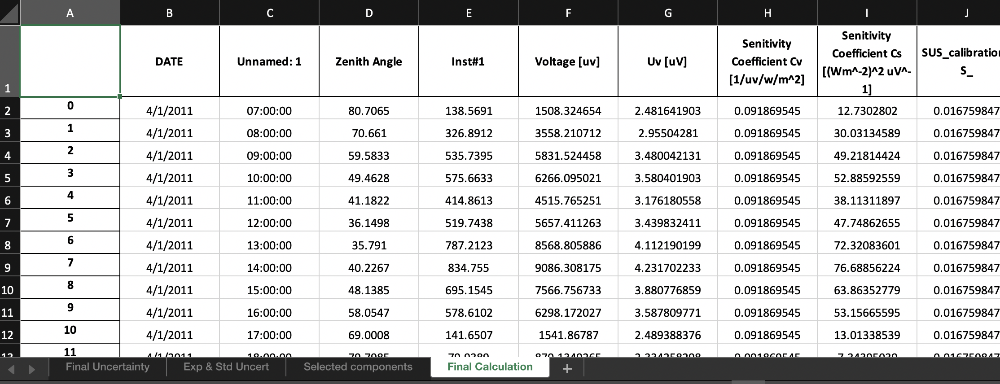 A B C D E F G H I J
1 DATE Unnamed: 1 Zenith Angle Inst#1 Voltage [uv] Uv [uV] Senitivity Coefficient Cv [1/uv/w/m^2] Senitivity Coefficient Cs [(Wm^-2)^2 uV^-1] SUS_calibration S_
2 0 4/1/2011 07:00:00 80.7065 138.5691 1508.324654 2.481641903 0.091869545 12.7302802 0.016759847
3 1 4/1/2011 08:00:00 70.661 326.8912 3558.210712 2.95504281 0.091869545 30.03134589 0.016759847
4 2 4/1/2011 09:00:00 59.5833 535.7395 5831.524458 3.480042131 0.091869545 49.21814424 0.016759847
5 3 4/1/2011 10:00:00 49.4628 575.6633 6266.095021 3.580401903 0.091869545 52.88592559 0.016759847
6 4 4/1/2011 11:00:00 41.1822 414.8613 4515.765251 3.176180558 0.091869545 38.11311897 0.016759847
7 5 4/1/2011 12:00:00 36.1498 519.7438 5657.411263 3.439832411 0.091869545 47.74862655 0.016759847
8 6 4/1/2011 13:00:00 35.791 787.2123 8568.805886 4.112190199 0.091869545 72.32083601 0.016759847
9 7 4/1/2011 14:00:00 40.2267 834.755 9086.308175 4.231702233 0.091869545 76.68856224 0.016759847
10 8 4/1/2011 15:00:00 48.1385 695.1545 7566.756733 3.880776859 0.091869545 63.86352779 0.016759847
11 9 4/1/2011 16:00:00 58.0547 578.6102 6298.172027 3.587809771 0.091869545 53.15665595 0.016759847
12 10 4/1/2011 17:00:00 69.0008 141.6507 1541.86787 2.489388376 0.091869545 13.01338539 0.016759847
13 11 4/1/2011 18:00:00
Final Uncertainty Exp & Std Uncert Selected components Final Calculation +